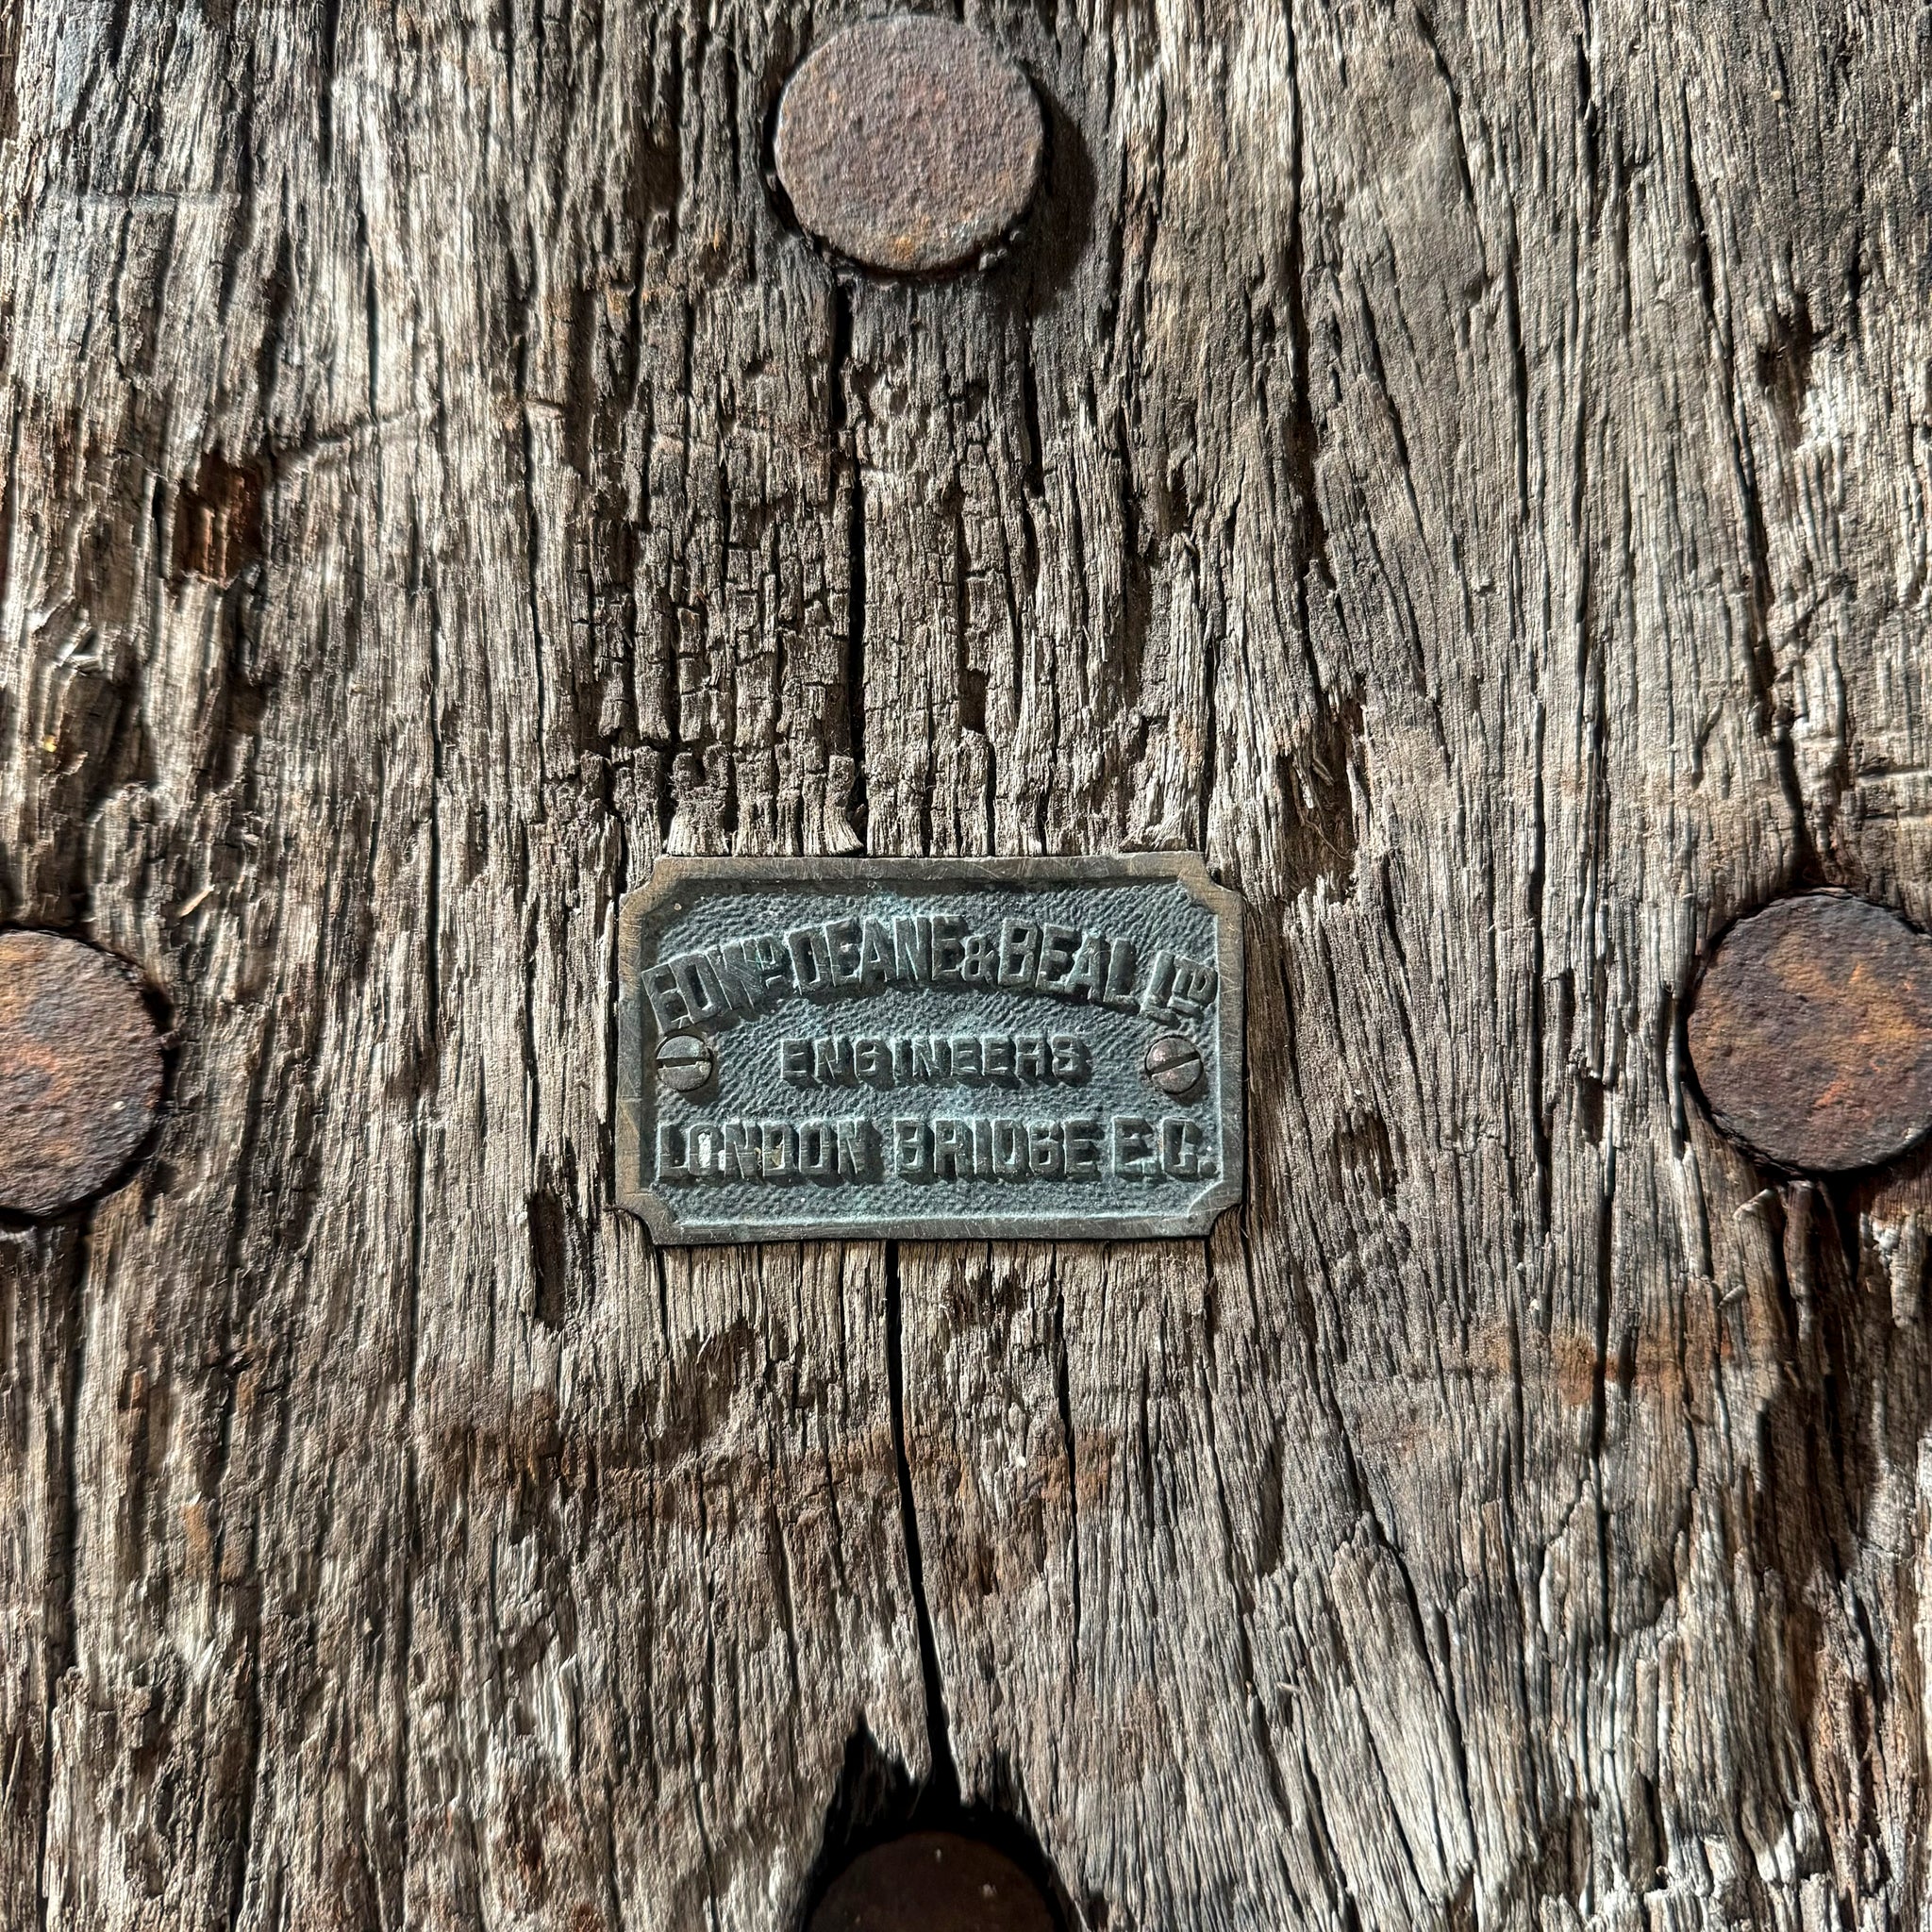 EDWD. DEANE & BEAL LTD
ENGINEERS
LONDON BRIDGE E.C.